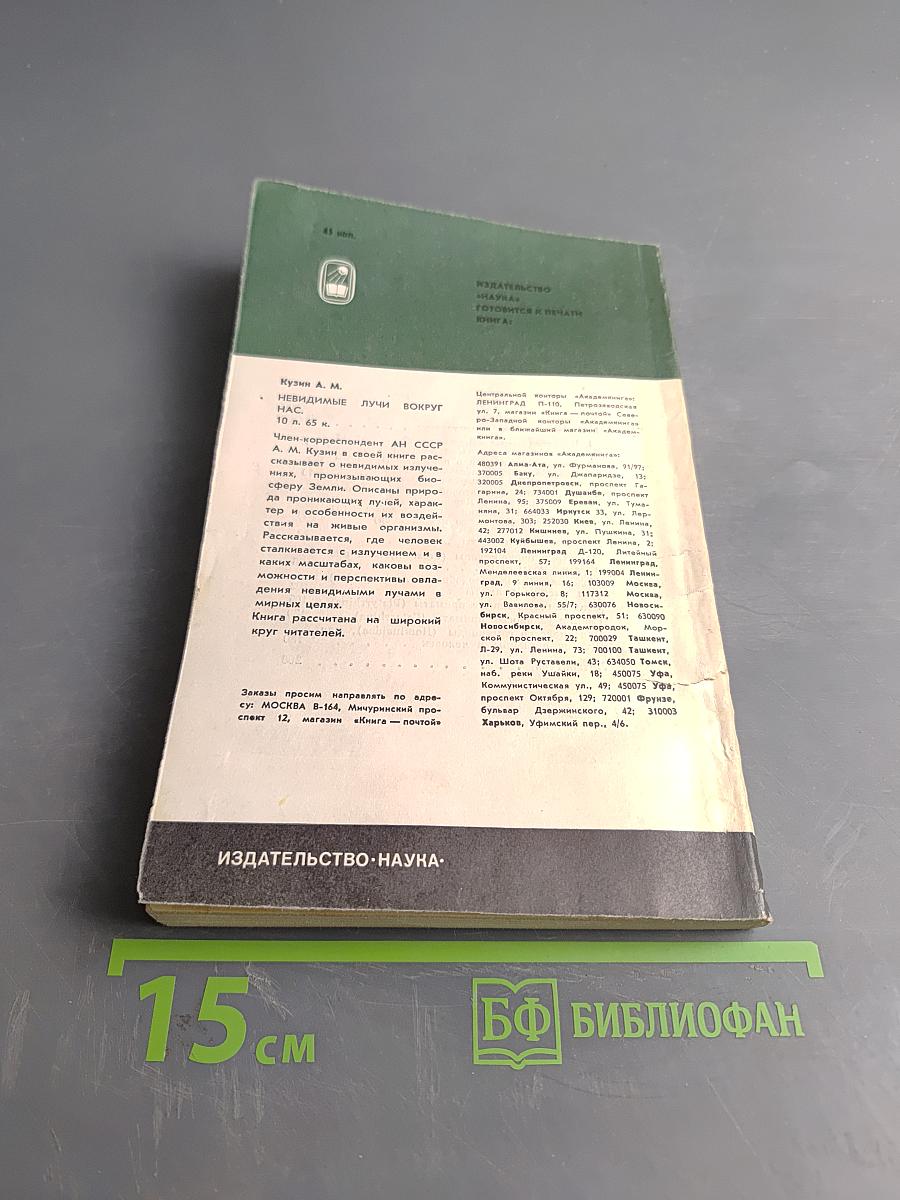 45 коп.
ИЗДАТЕЛЬСТВО
«НАУКА»
ГОТОВИТСЯ К ПЕЧАТИ
КНИГА:
Кузин А. М.
НЕВИДИМЫЕ ЛУЧИ ВОКРУГ
НАС.
10 л. 65 к.
Член-корреспондент АН СССР
А. М. Кузин в своей книге рас-
сказывает о невидимых излуче-
ниях, пронизывающих био-
сферу Земли. Описаны приро-
да проникающих лучей, харак-
тер и особенности их воздей-
ствия на живые организмы.
Рассказывается, где человек
сталкивается с излучением и в
каких масштабах, каковы воз-
можности и перспективы овла-
дения невидимыми лучами в
мирных целях.
Книга рассчитана на широкий
круг читателей.
Заказы просим направлять по адре-
су: МОСКВА В-164, Мичуринский про-
спект 12, магазин «Книга — почтой»
Центральной конторы «Академкнига»;
ЛЕНИНГРАД П-110, Петрозаводская
ул. 7, магазин «Книга — почтой» Севе-
ро-Западной конторы «Академкнига»
или в ближайший магазин «Академ-
книга».
Адреса магазинов «Академкнига»:
480391 Алма-Ата, ул. Фурманова, 91/97;
370005 Баку, ул. Джапаридзе, 13;
320005 Днепропетровск, проспект Га-
гарина, 24; 734001 Душанбе, проспект
Ленина, 95; 375009 Ереван, ул. Тума-
няна, 31; 664033 Иркутск 33, ул. Лер-
монтова, 303; 252030 Киев, ул. Ленина,
42; 277012 Кишинев, ул. Пушкина, 31;
443002 Куйбышев, проспект Ленина, 2;
192104 Ленинград Д-120, Литейный
проспект, 57; 199164 Ленинград,
Менделеевская линия, 1; 199004 Ленин-
град, 9 линия, 16; 103009 Москва,
ул. Горького, 8; 117312 Москва,
ул. Вавилова, 55/7; 630076 Новоси-
бирск, Красный проспект, 51; 630090
Новосибирск, Академгородок, Мор-
ской проспект, 22; 700029 Ташкент,
Л-29, ул. Ленина, 73; 700100 Ташкент,
ул. Шота Руставели, 43; 634050 Томск,
наб. реки Ушайки, 18; 450075 Уфа,
Коммунистическая ул., 49; 450075 Уфа,
проспект Октября, 129; 720001 Фрунзе,
бульвар Дзержинского, 42; 310003
Харьков, Уфимский пер., 4/6.
ИЗДАТЕЛЬСТВО·НАУКА·
15 см
БФ БИБЛИОФАН